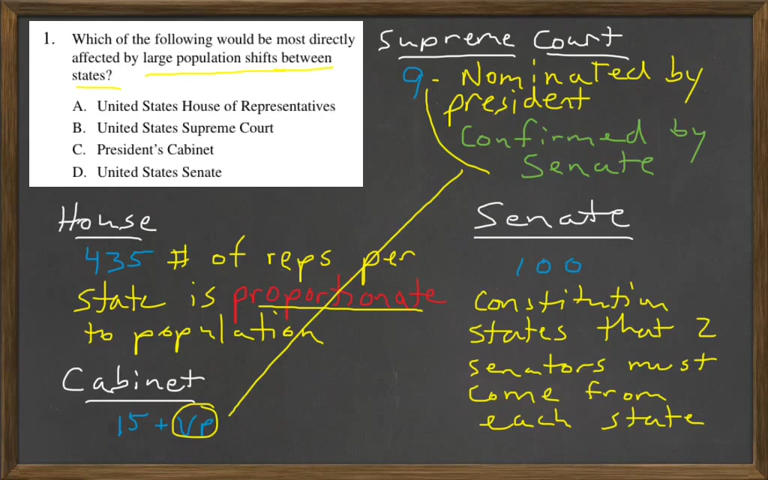 1. Which of the following would be most directly
affected by large population shifts between
states?
A. United States House of Representatives
B. United States Supreme Court
C. President's Cabinet
D. United States Senate
Supreme Court
9 - Nominated by
president
Confirmed by
Senate
House
435 # of reps per
state is proportionate
to population
Cabinet
15 + VP
Senate
100
Constitution
states that 2
senators must
come from
each state